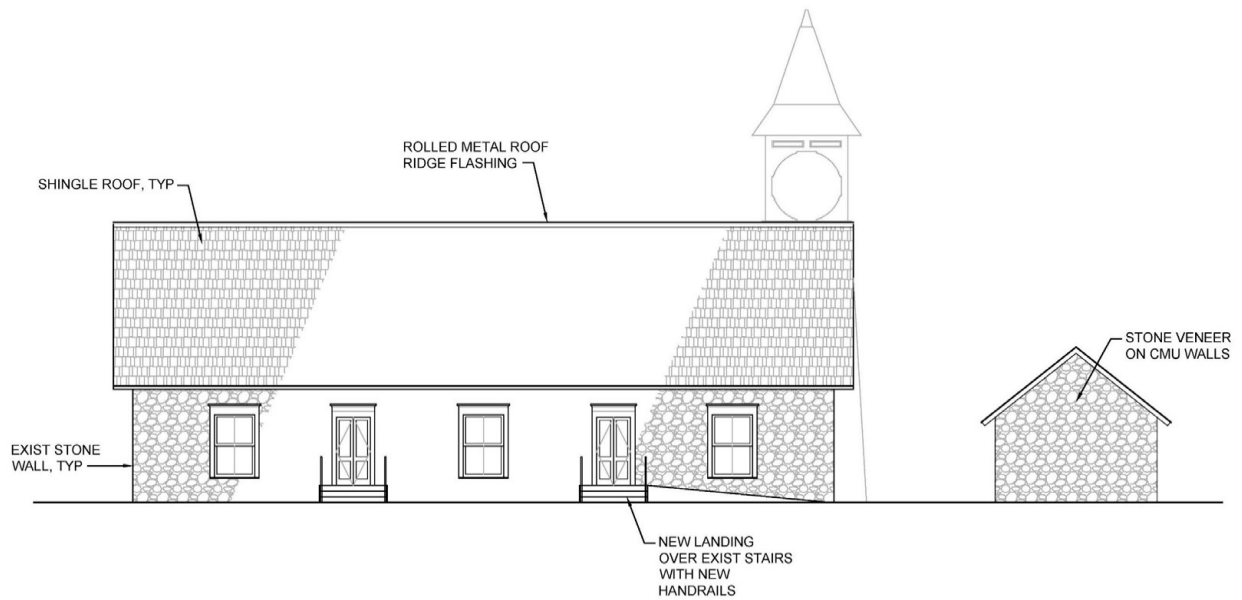 ROLLED METAL ROOF
RIDGE FLASHING
SHINGLE ROOF, TYP
STONE VENEER
ON CMU WALLS
EXIST STONE
WALL, TYP
NEW LANDING
OVER EXIST STAIRS
WITH NEW
HANDRAILS